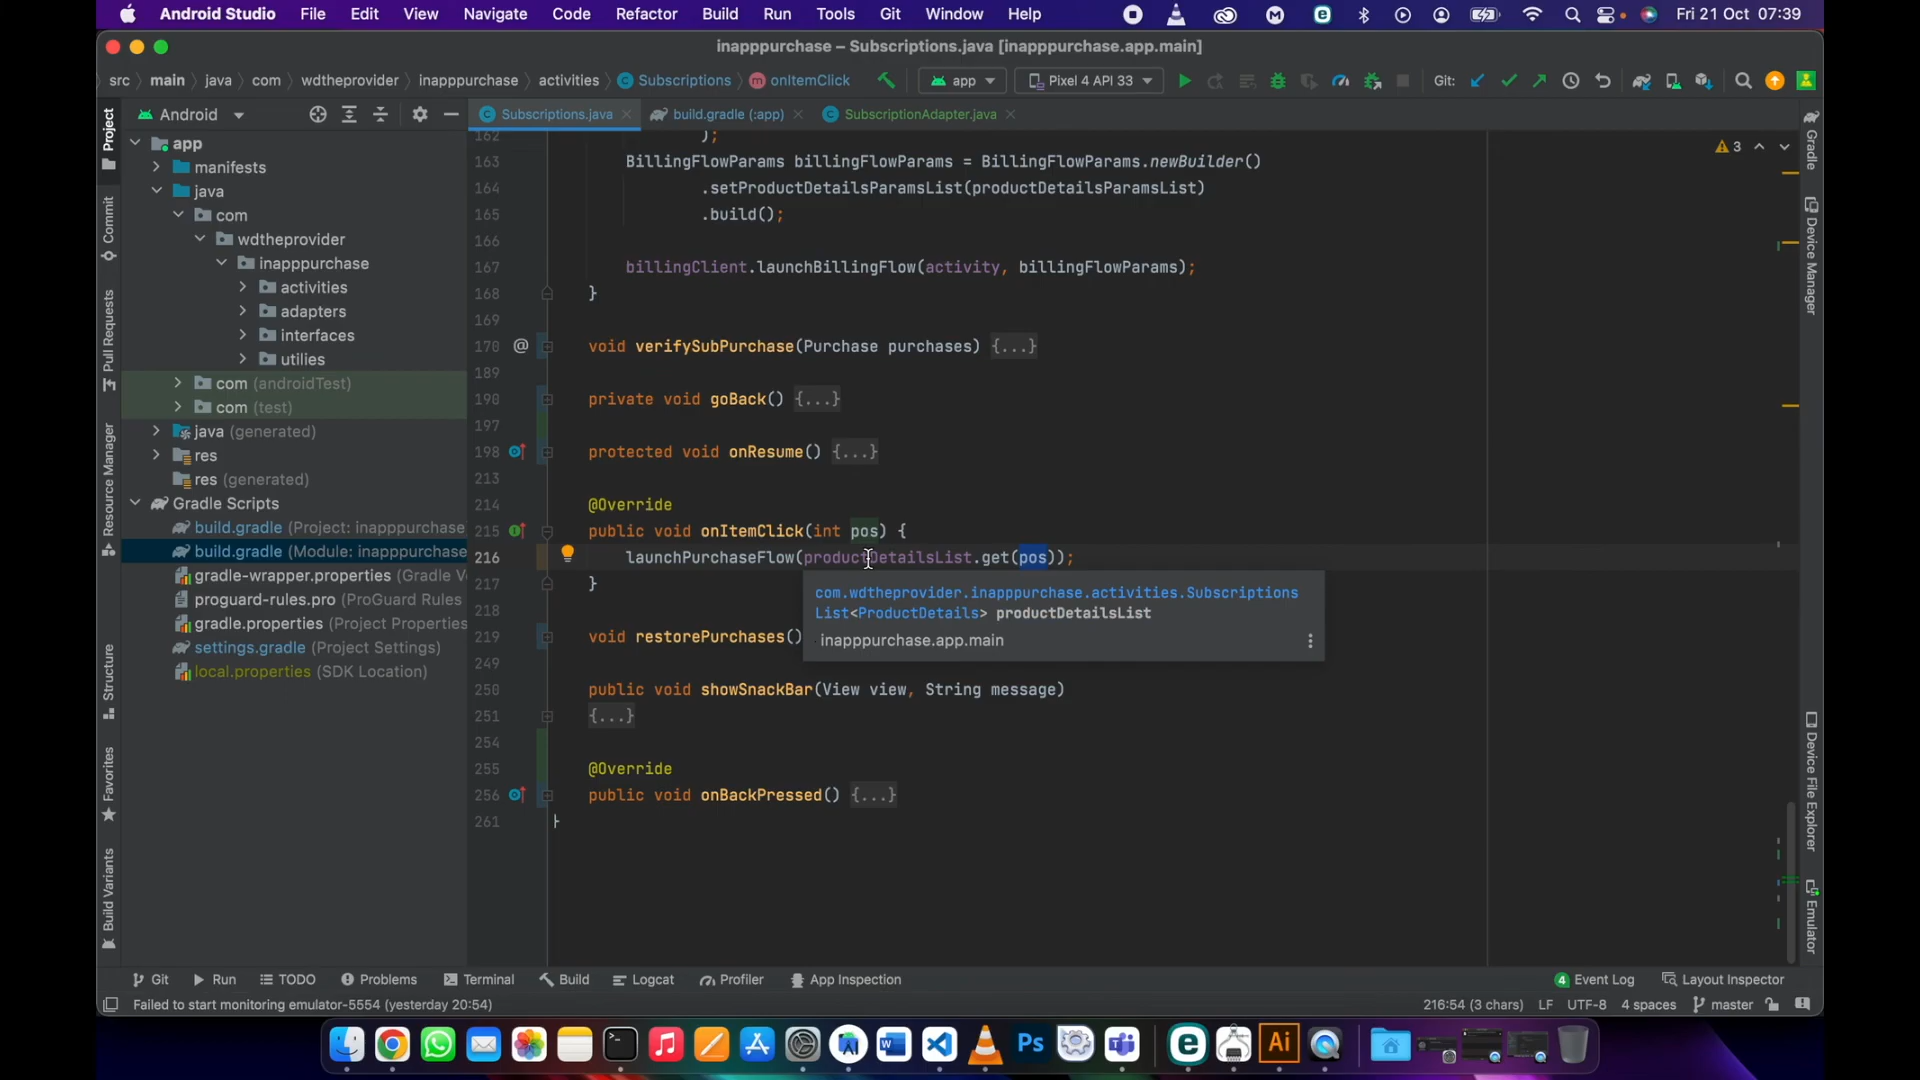 Android Studio File Edit View Navigate Code Refactor Build Run Tools Git Window Help Fri 21 Oct 07:39
inapppurchase – Subscriptions.java [inapppurchase.app.main]
src main java com wdtheprovider inapppurchase activities Subscriptions onItemClick app Pixel 4 API 33 Git:
Android Subscriptions.java build.gradle (:app) SubscriptionAdapter.java
Project
Commit
Pull Requests
Resource Manager
Structure
Favorites
Build Variants
app
manifests
java
com
wdtheprovider
inapppurchase
activities
adapters
interfaces
utilies
com (androidTest)
com (test)
java (generated)
res
res (generated)
Gradle Scripts
build.gradle (Project: inapppurchase
build.gradle (Module: inapppurchase
gradle-wrapper.properties (Gradle V
proguard-rules.pro (ProGuard Rules
gradle.properties (Project Properties
settings.gradle (Project Settings)
local.properties (SDK Location)
162 );
163 BillingFlowParams billingFlowParams = BillingFlowParams.newBuilder()
164 .setProductDetailsParamsList(productDetailsParamsList)
165 .build();
166
167 billingClient.launchBillingFlow(activity, billingFlowParams);
168 }
169
170 @ void verifySubPurchase(Purchase purchases) {...}
189
190 private void goBack() {...}
197
198 protected void onResume() {...}
213
214 @Override
215 public void onItemClick(int pos) {
216 launchPurchaseFlow(productDetailsList.get(pos));
217 }
218
219 void restorePurchases()
249
250 public void showSnackBar(View view, String message)
251 {...}
254
255 @Override
256 public void onBackPressed() {...}
261 }
com.wdtheprovider.inapppurchase.activities.Subscriptions
List<ProductDetails> productDetailsList
inapppurchase.app.main
3
Gradle
Device Manager
Device File Explorer
Emulator
Git Run TODO Problems Terminal Build Logcat Profiler App Inspection 4 Event Log Layout Inspector
Failed to start monitoring emulator-5554 (yesterday 20:54) 216:54 (3 chars) LF UTF-8 4 spaces master
Ps
Ai